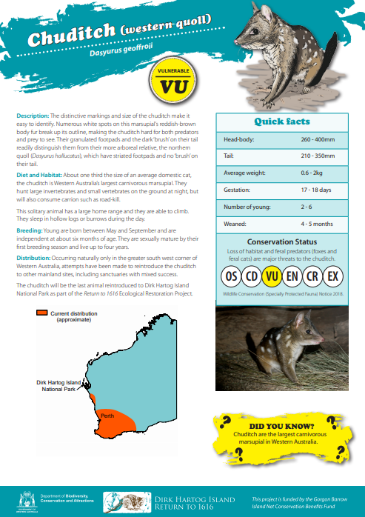 Chuditch (western quoll)
Dasyurus geoffroii
VULNERABLE
VU
Description: The distinctive markings and size of the chuditch make it
easy to identify. Numerous white spots on this marsupial's reddish-brown
body fur break up its outline, making the chuditch hard for both predators
and prey to see. Their granulated footpads and the dark 'brush' on their tail
readily distinguish them from their more arboreal relative, the northern
quoll (Dasyurus hallucatus), which have striated footpads and no 'brush' on
their tail.
Diet and Habitat: About one third the size of an average domestic cat,
the chuditch is Western Australia's largest carnivorous marsupial. They
hunt large invertebrates and small vertebrates on the ground at night, but
will also consume carrion such as road-kill.
This solitary animal has a large home range and they are able to climb.
They sleep in hollow logs or burrows during the day.
Breeding: Young are born between May and September and are
independent at about six months of age. They are sexually mature by their
first breeding season and live up to four years.
Distribution: Occurring naturally only in the greater south west corner of
Western Australia, attempts have been made to reintroduce the chuditch
to other mainland sites, including sanctuaries with mixed success.
The chuditch will be the last animal reintroduced to Dirk Hartog Island
National Park as part of the Return to 1616 Ecological Restoration Project.
Current distribution
(approximate)
Dirk Hartog Island
National Park
Perth
Quick facts
Head-body: 260 - 400mm
Tail: 210 - 350mm
Average weight: 0.6 - 2kg
Gestation: 17 - 18 days
Number of young: 2 - 6
Weaned: 4 - 5 months
Conservation Status
Loss of habitat and feral predators (foxes and
feral cats) are major threats to the chuditch.
OS CD VU EN CR EX
Wildlife Conservation (Specially Protected Fauna) Notice 2018.
DID YOU KNOW?
Chuditch are the largest carnivorous
marsupial in Western Australia.
Department of Biodiversity,
Conservation and Attractions
DIRK HARTOG ISLAND
RETURN TO 1616
This project is funded by the Gorgon Barrow
Island Net Conservation Benefits Fund